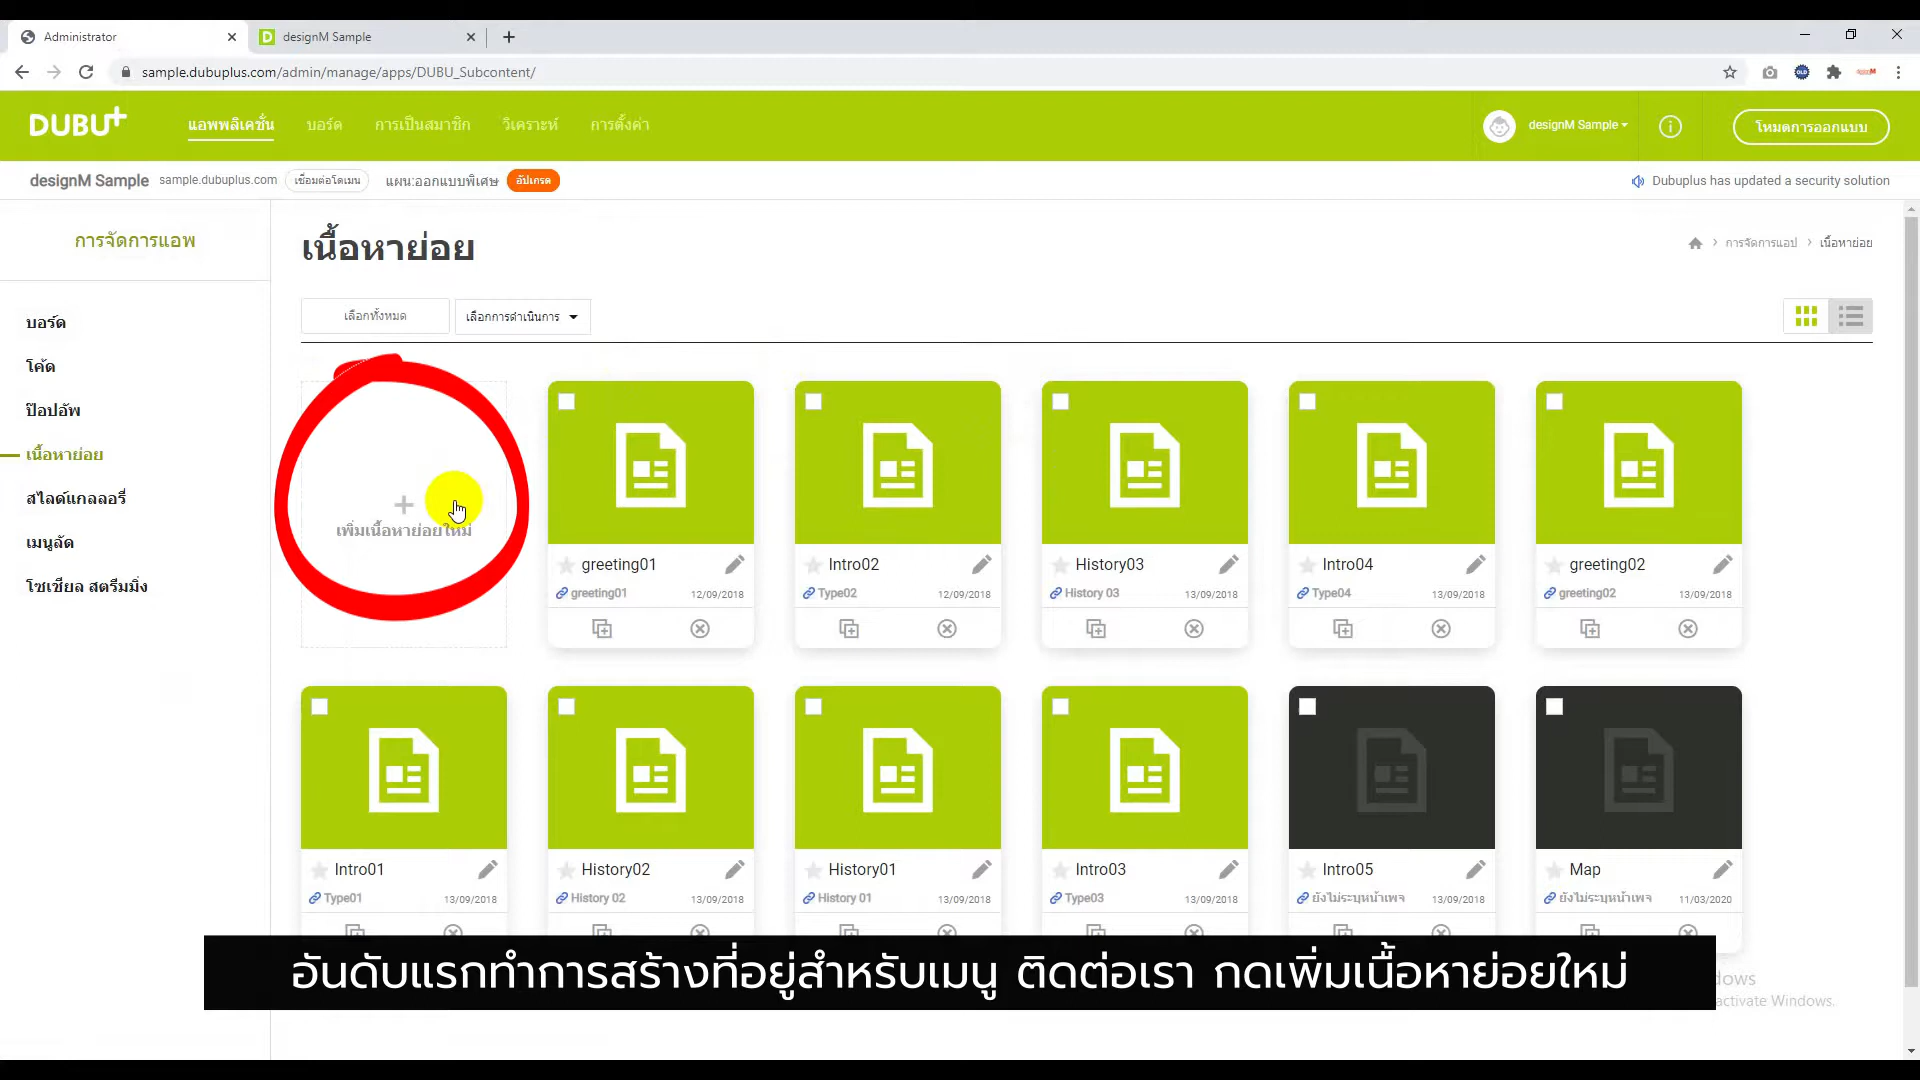 Administrator
designM Sample
sample.dubuplus.com/admin/manage/apps/DUBU_Subcontent/
DUBU+
แอพพลิเคชั่น
บอร์ด
การเป็นสมาชิก
วิเคราะห์
การตั้งค่า
designM Sample
โหมดการออกแบบ
designM Sample
sample.dubuplus.com
เชื่อมต่อโดเมน
แผน:ออกแบบพิเศษ
อัปเกรด
Dubuplus has updated a security solution
การจัดการแอพ
บอร์ด
โค้ด
ป๊อปอัพ
เนื้อหาย่อย
สไลด์แกลลอรี่
เมนูลัด
โซเชียล สตรีมมิ่ง
เนื้อหาย่อย
การจัดการแอป
เนื้อหาย่อย
เลือกทั้งหมด
เลือกการดำเนินการ
เพิ่มเนื้อหาย่อยใหม่
greeting01
greeting01 12/09/2018
Intro02
Type02 12/09/2018
History03
History 03 13/09/2018
Intro04
Type04 13/09/2018
greeting02
greeting02 13/09/2018
Intro01
Type01 13/09/2018
History02
History 02 13/09/2018
History01
History 01 13/09/2018
Intro03
Type03 13/09/2018
Intro05
ยังไม่ระบุหน้าเพจ 13/09/2018
Map
ยังไม่ระบุหน้าเพจ 11/03/2020
อันดับแรกทำการสร้างที่อยู่สำหรับเมนู ติดต่อเรา กดเพิ่มเนื้อหาย่อยใหม่
dows
activate Windows.